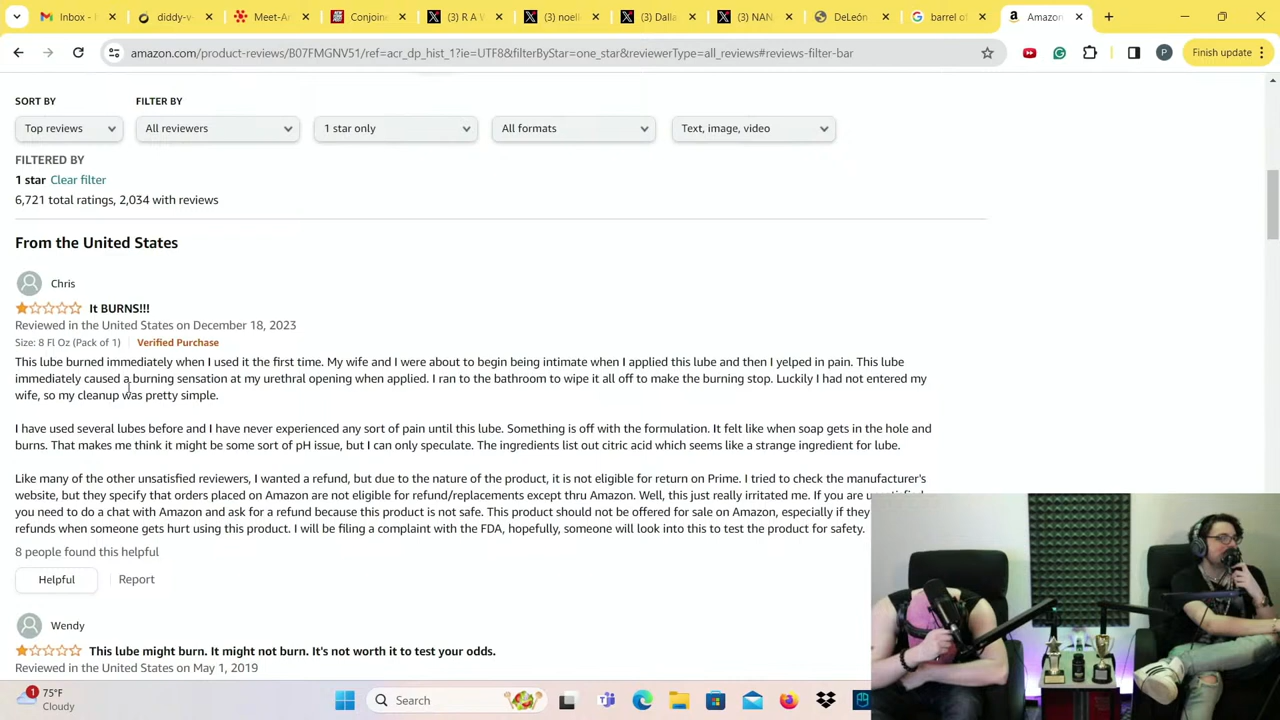 Inbox -
diddy-v-
Meet-Ar
Conjoine
(3) R A W
(3) noelle
(3) Dalla
(3) NAN
DeLeón
barrel of
Amazon
amazon.com/product-reviews/B07FMGNV51/ref=acr_dp_hist_1?ie=UTF8&filterByStar=one_star&reviewerType=all_reviews#reviews-filter-bar
P
Finish update
SORT BY
FILTER BY
Top reviews
All reviewers
1 star only
All formats
Text, image, video
FILTERED BY
1 star Clear filter
6,721 total ratings, 2,034 with reviews
From the United States
Chris
It BURNS!!!
Reviewed in the United States on December 18, 2023
Size: 8 Fl Oz (Pack of 1) Verified Purchase
This lube burned immediately when I used it the first time. My wife and I were about to begin being intimate when I applied this lube and then I yelped in pain. This lube
immediately caused a burning sensation at my urethral opening when applied. I ran to the bathroom to wipe it all off to make the burning stop. Luckily I had not entered my
wife, so my cleanup was pretty simple.
I have used several lubes before and I have never experienced any sort of pain until this lube. Something is off with the formulation. It felt like when soap gets in the hole and
burns. That makes me think it might be some sort of pH issue, but I can only speculate. The ingredients list out citric acid which seems like a strange ingredient for lube.
Like many of the other unsatisfied reviewers, I wanted a refund, but due to the nature of the product, it is not eligible for return on Prime. I tried to check the manufacturer's
website, but they specify that orders placed on Amazon are not eligible for refund/replacements except thru Amazon. Well, this just really irritated me. If you are
you need to do a chat with Amazon and ask for a refund because this product is not safe. This product should not be offered for sale on Amazon, especially if they
refunds when someone gets hurt using this product. I will be filing a complaint with the FDA, hopefully, someone will look into this to test the product for safety.
8 people found this helpful
Helpful
Report
Wendy
This lube might burn. It might not burn. It's not worth it to test your odds.
Reviewed in the United States on May 1, 2019
1
75°F
Cloudy
Search